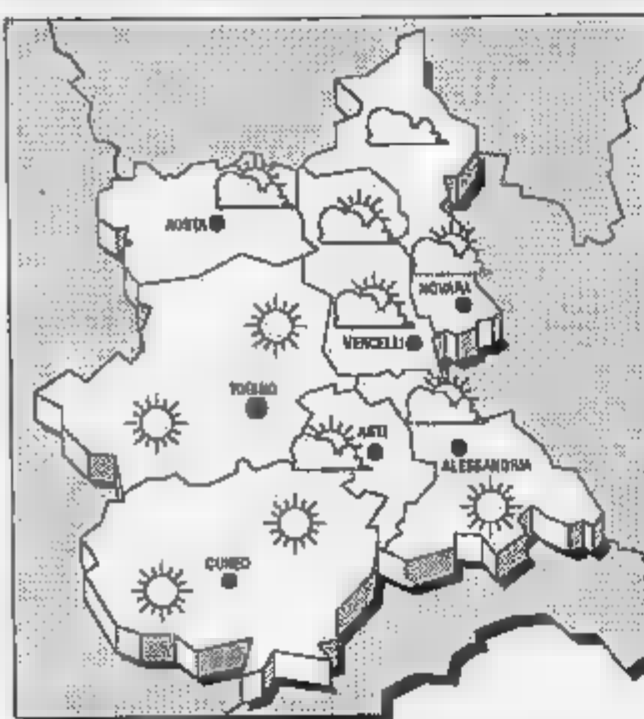 AOSTA
NOVARA
VERCELLI
TORINO
ASTI
ALESSANDRIA
CUNEO